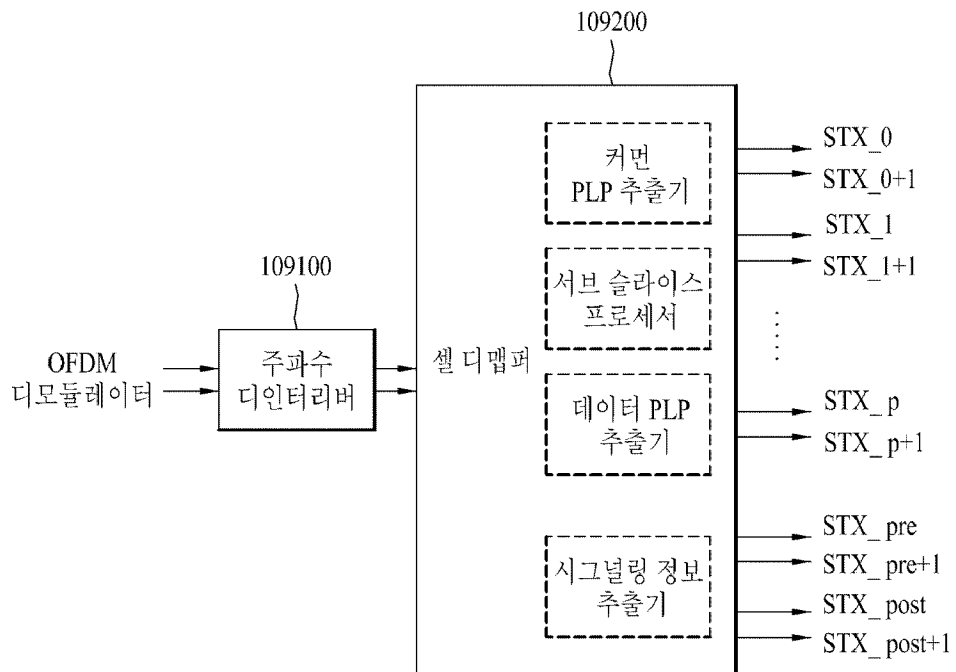 109200
커먼
PLP 추출기
STX_0
STX_0+1
STX_1
STX_1+1
109100
서브 슬라이스
프로세서
OFDM
디모듈레이터
주파수
디인터리버
셀 디맵퍼
데이터 PLP
추출기
STX_p
STX_p+1
시그널링 정보
추출기
STX_pre
STX_pre+1
STX_post
STX_post+1